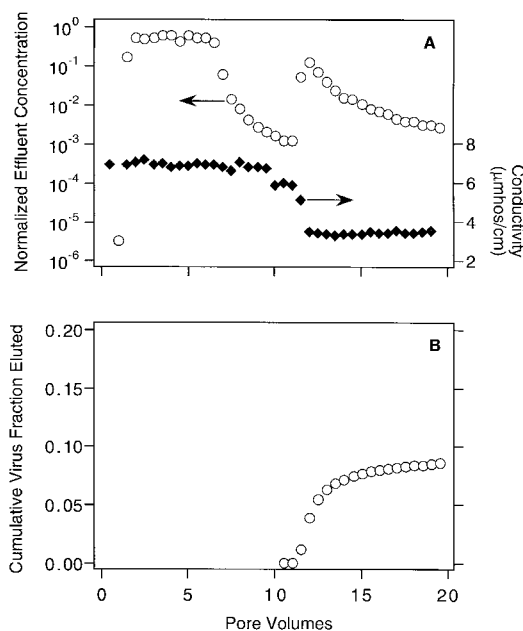 A
Normalized Effluent Concentration
10^0
10^-1
10^-2
10^-3
10^-4
10^-5
10^-6
8
6
4
2
Conductivity
(μmhos/cm)
B
Cumulative Virus Fraction Eluted
0.20
0.15
0.10
0.05
0.00
0 5 10 15 20
Pore Volumes